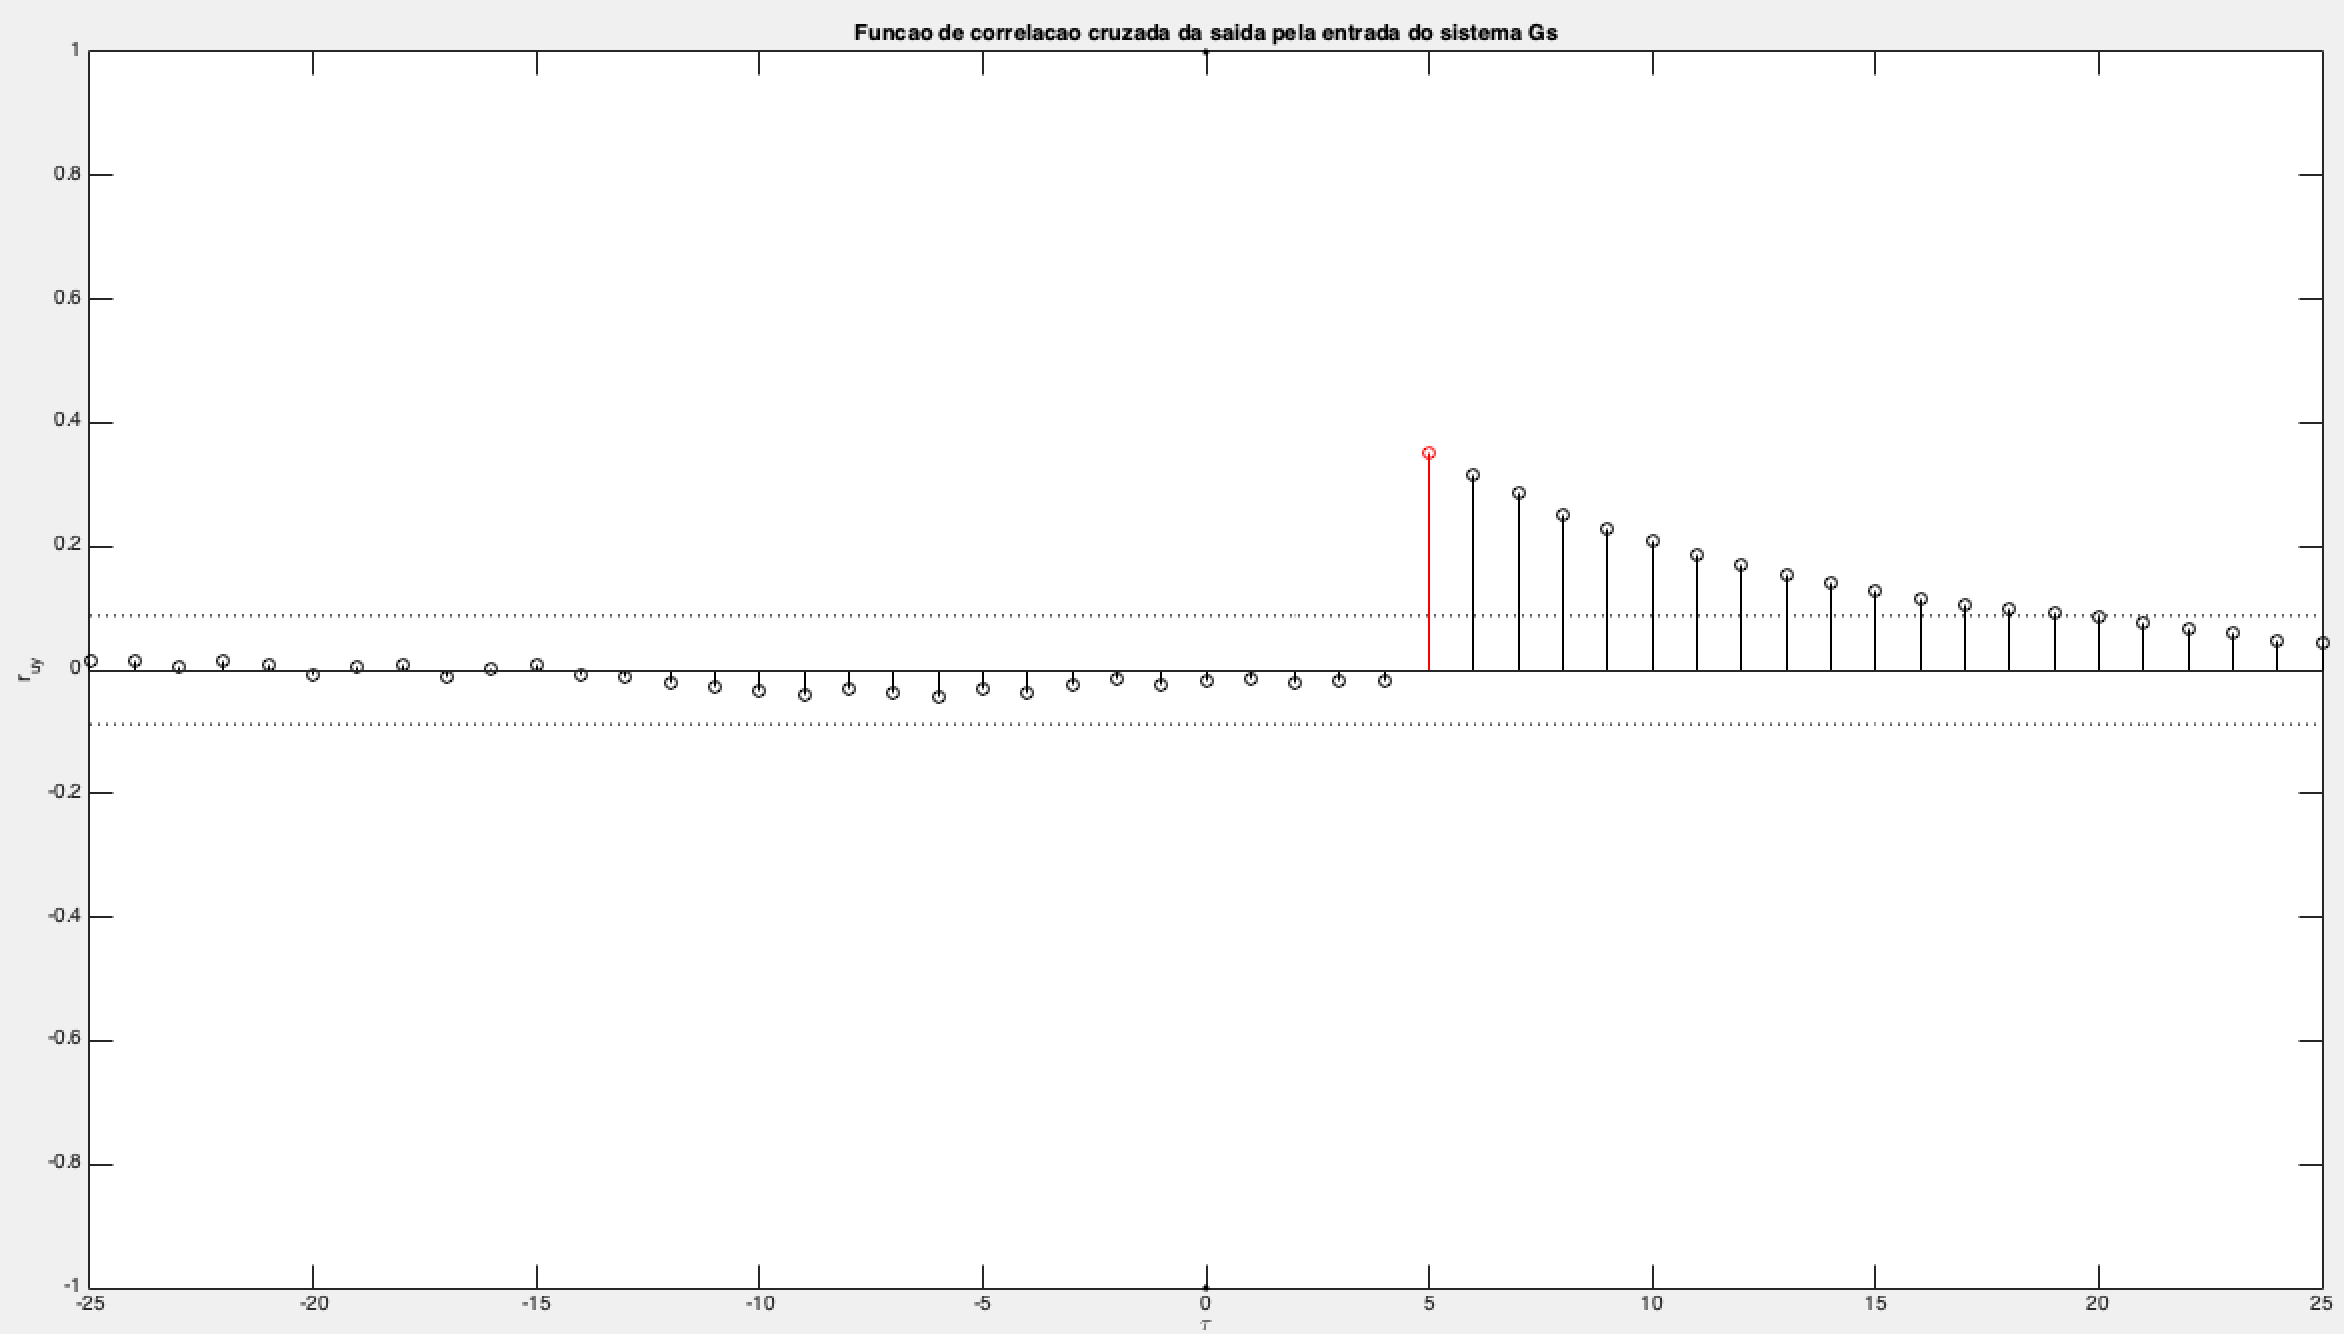 Funcao de correlacao cruzada da saida pela entrada do sistema Gs
1
0.8
0.6
0.4
0.2
0
-0.2
-0.4
-0.6
-0.8
-1
r_uy
-25 -20 -15 -10 -5 0 5 10 15 20 25
τ